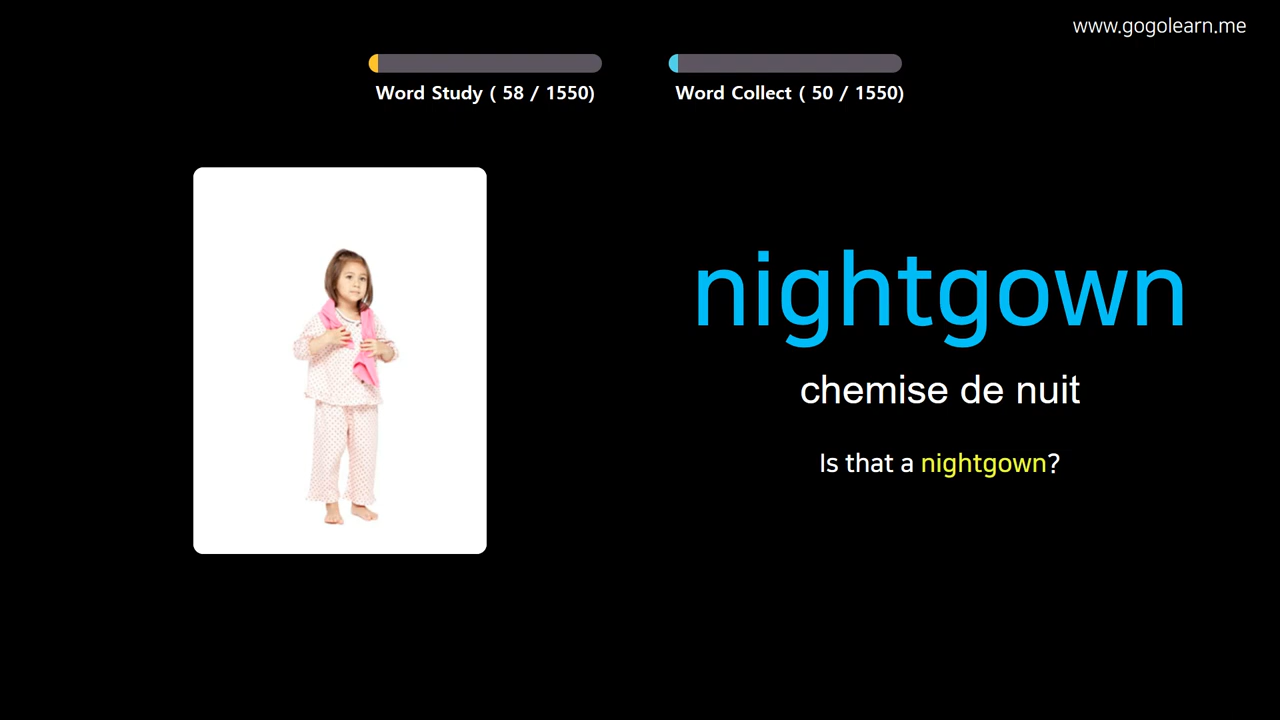 www.gogolearn.me
Word Study ( 58 / 1550)
Word Collect ( 50 / 1550)
nightgown
chemise de nuit
Is that a nightgown?